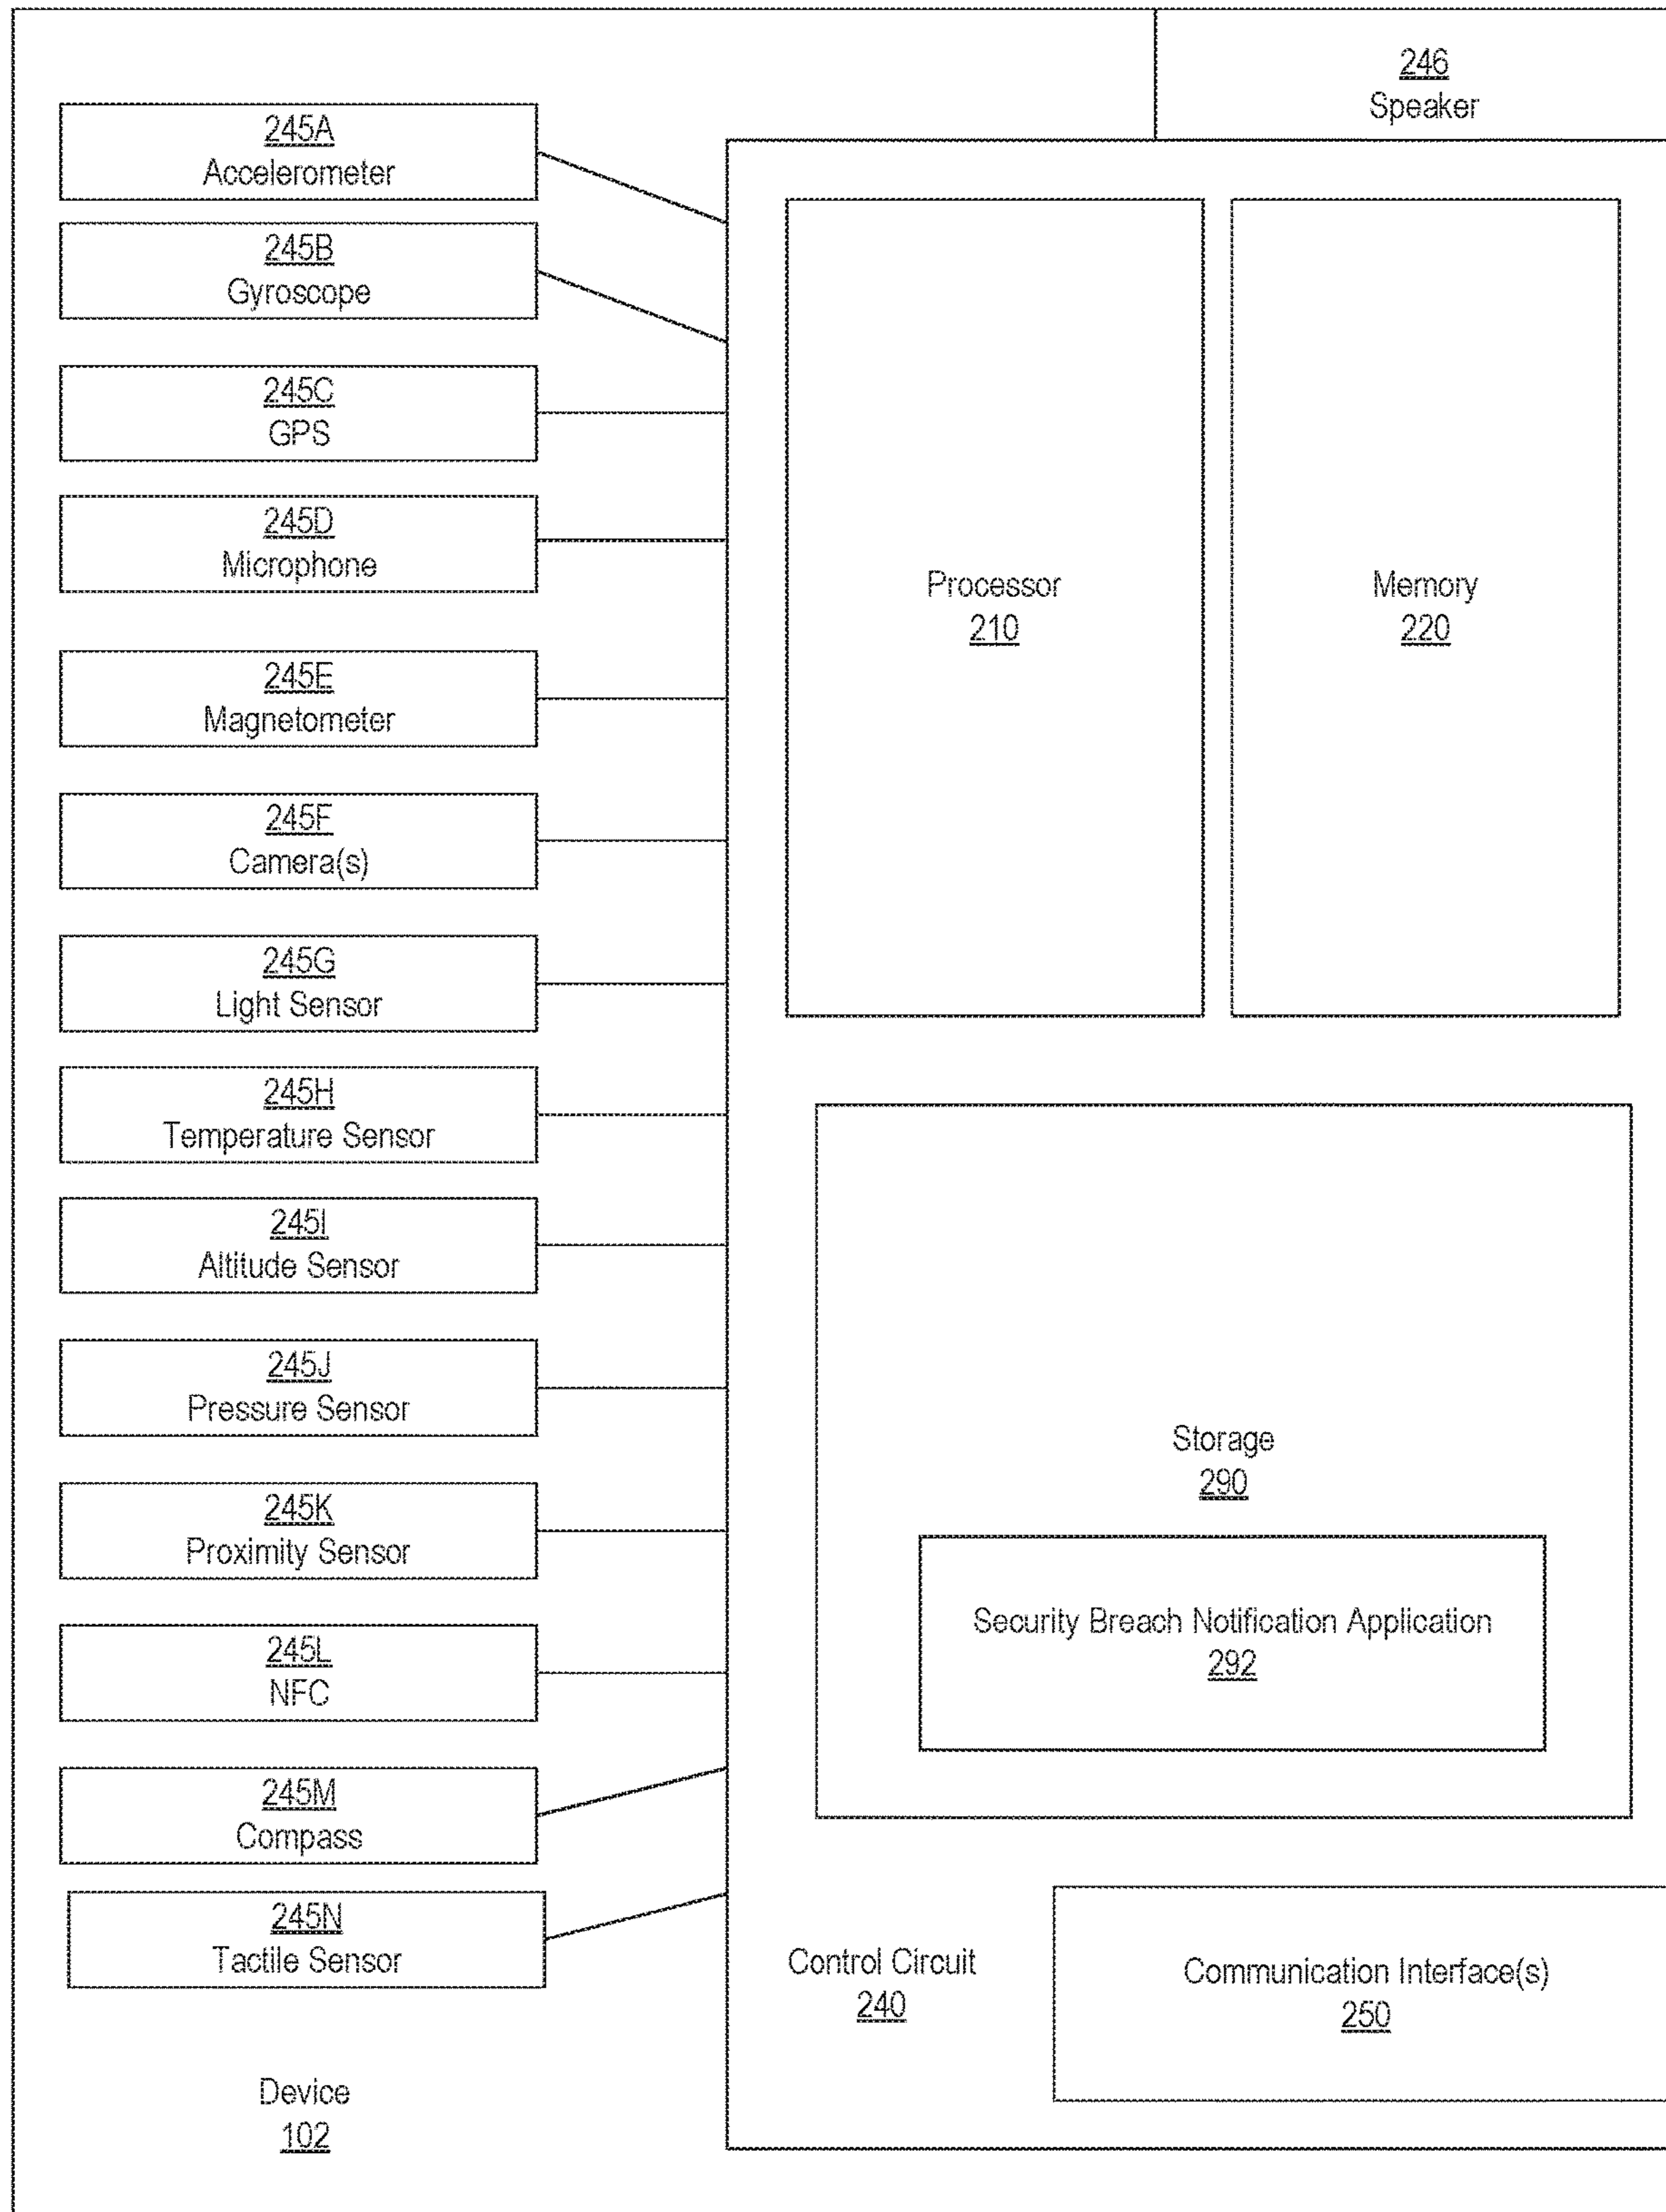 246
Speaker
245A
Accelerometer
245B
Gyroscope
245C
GPS
245D
Microphone
245E
Magnetometer
245F
Camera(s)
245G
Light Sensor
245H
Temperature Sensor
245I
Altitude Sensor
245J
Pressure Sensor
245K
Proximity Sensor
245L
NFC
245M
Compass
245N
Tactile Sensor
Device
102
Processor
210
Memory
220
Storage
290
Security Breach Notification Application
292
Control Circuit
240
Communication Interface(s)
250